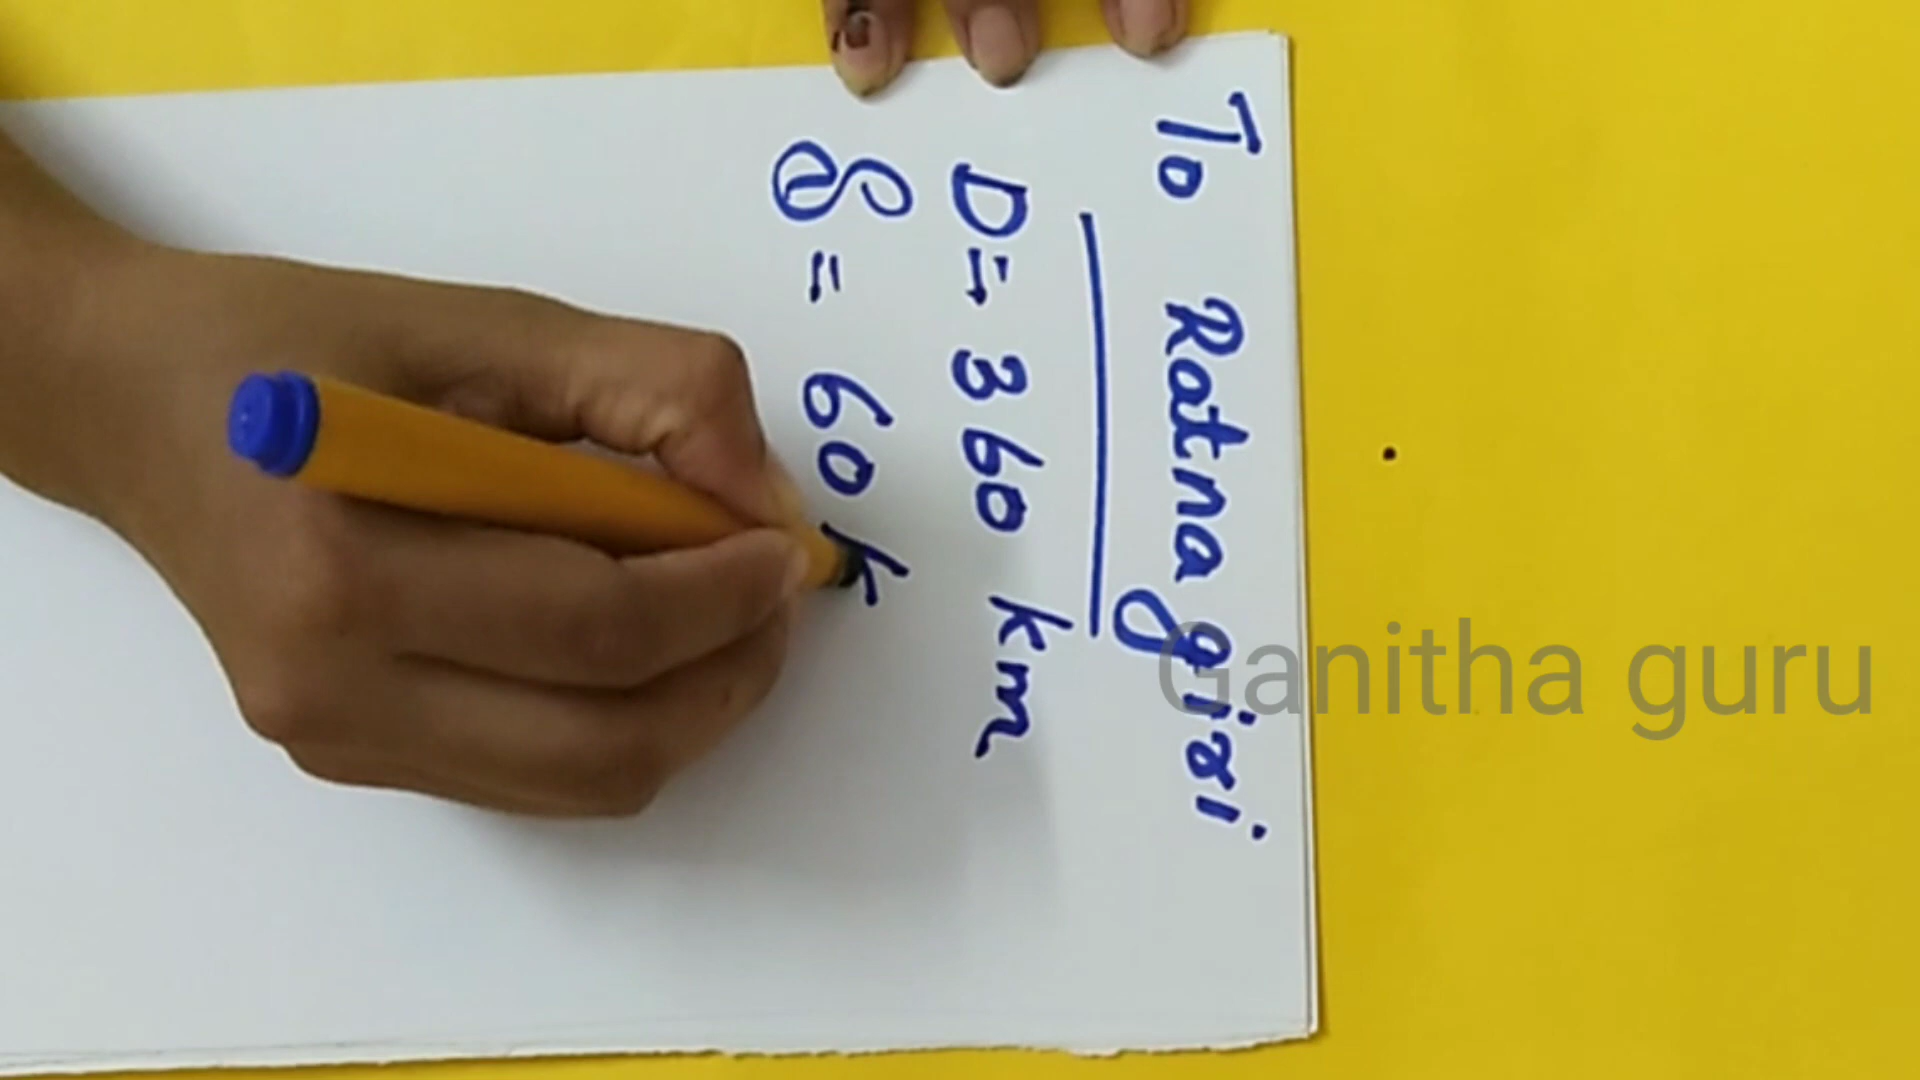 To Ratnagiri
D = 360 km
S = 60 k
Ganitha guru